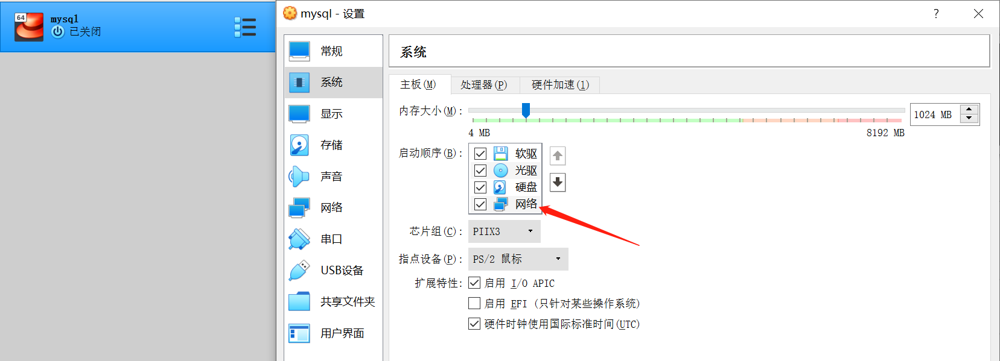 64
mysql
已关闭
mysql - 设置
?
常规
系统
显示
存储
声音
网络
串口
USB设备
共享文件夹
用户界面
系统
主板(M) 处理器(P) 硬件加速(l)
内存大小(M): 1024 MB
4 MB 8192 MB
启动顺序(B):
软驱
光驱
硬盘
网络
芯片组(C): PIIX3
指点设备(P): PS/2 鼠标
扩展特性: 启用 I/O APIC
启用 EFI (只针对某些操作系统)
硬件时钟使用国际标准时间(UTC)